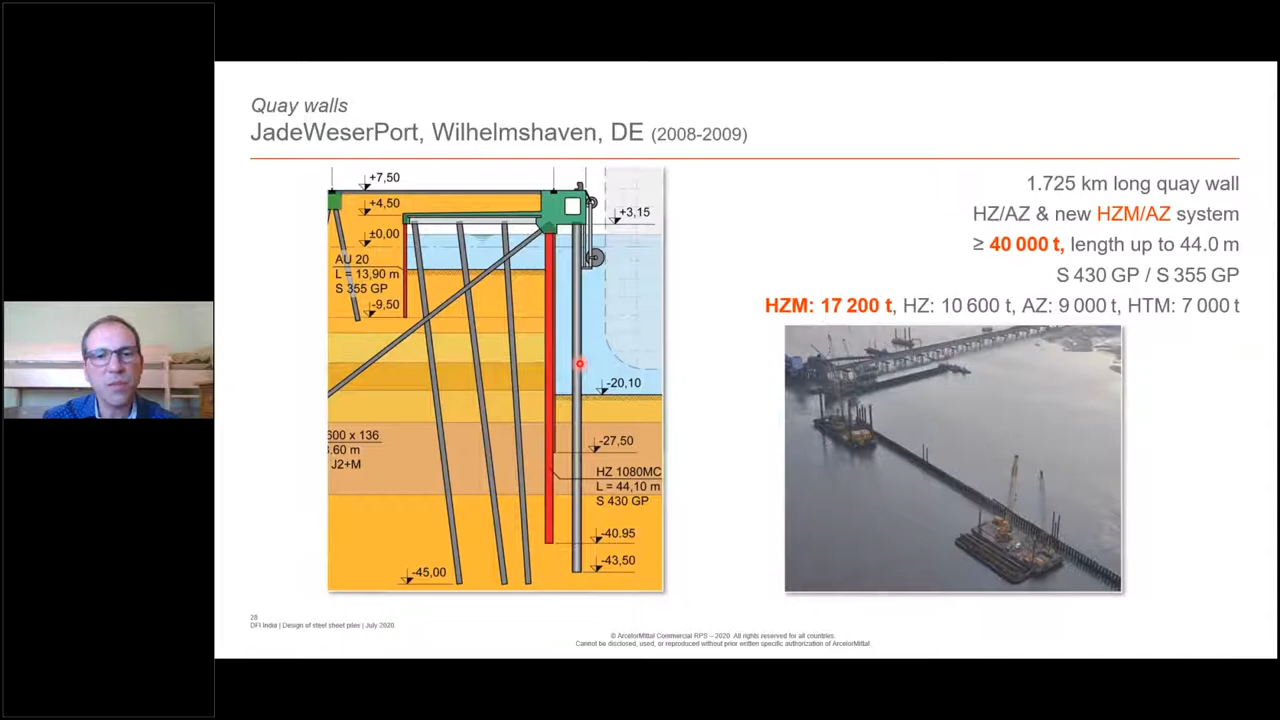 Quay walls
JadeWeserPort, Wilhelmshaven, DE (2008-2009)
+7,50
+4,50
±0,00
AU 20
L = 13,90 m
S 355 GP
-9,50
+3,15
-20,10
-27,50
600 x 136
3.60 m
J2+M
HZ 1080MC
L = 44,10 m
S 430 GP
-40.95
-43,50
-45,00
1.725 km long quay wall
HZ/AZ & new HZM/AZ system
≥ 40 000 t, length up to 44.0 m
S 430 GP / S 355 GP
HZM: 17 200 t, HZ: 10 600 t, AZ: 9 000 t, HTM: 7 000 t
28
DFI India | Design of steel sheet piles | July 2020
© ArcelorMittal Commercial RPS – 2020 All rights reserved for all countries.
Cannot be disclosed, used, or reproduced without prior written specific authorization of ArcelorMittal